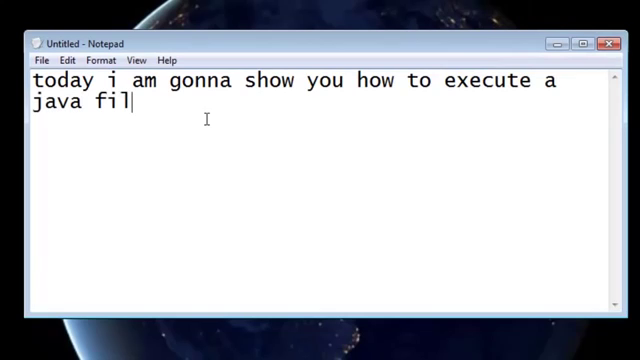 Untitled - Notepad
File Edit Format View Help
today i am gonna show you how to execute a
java fil